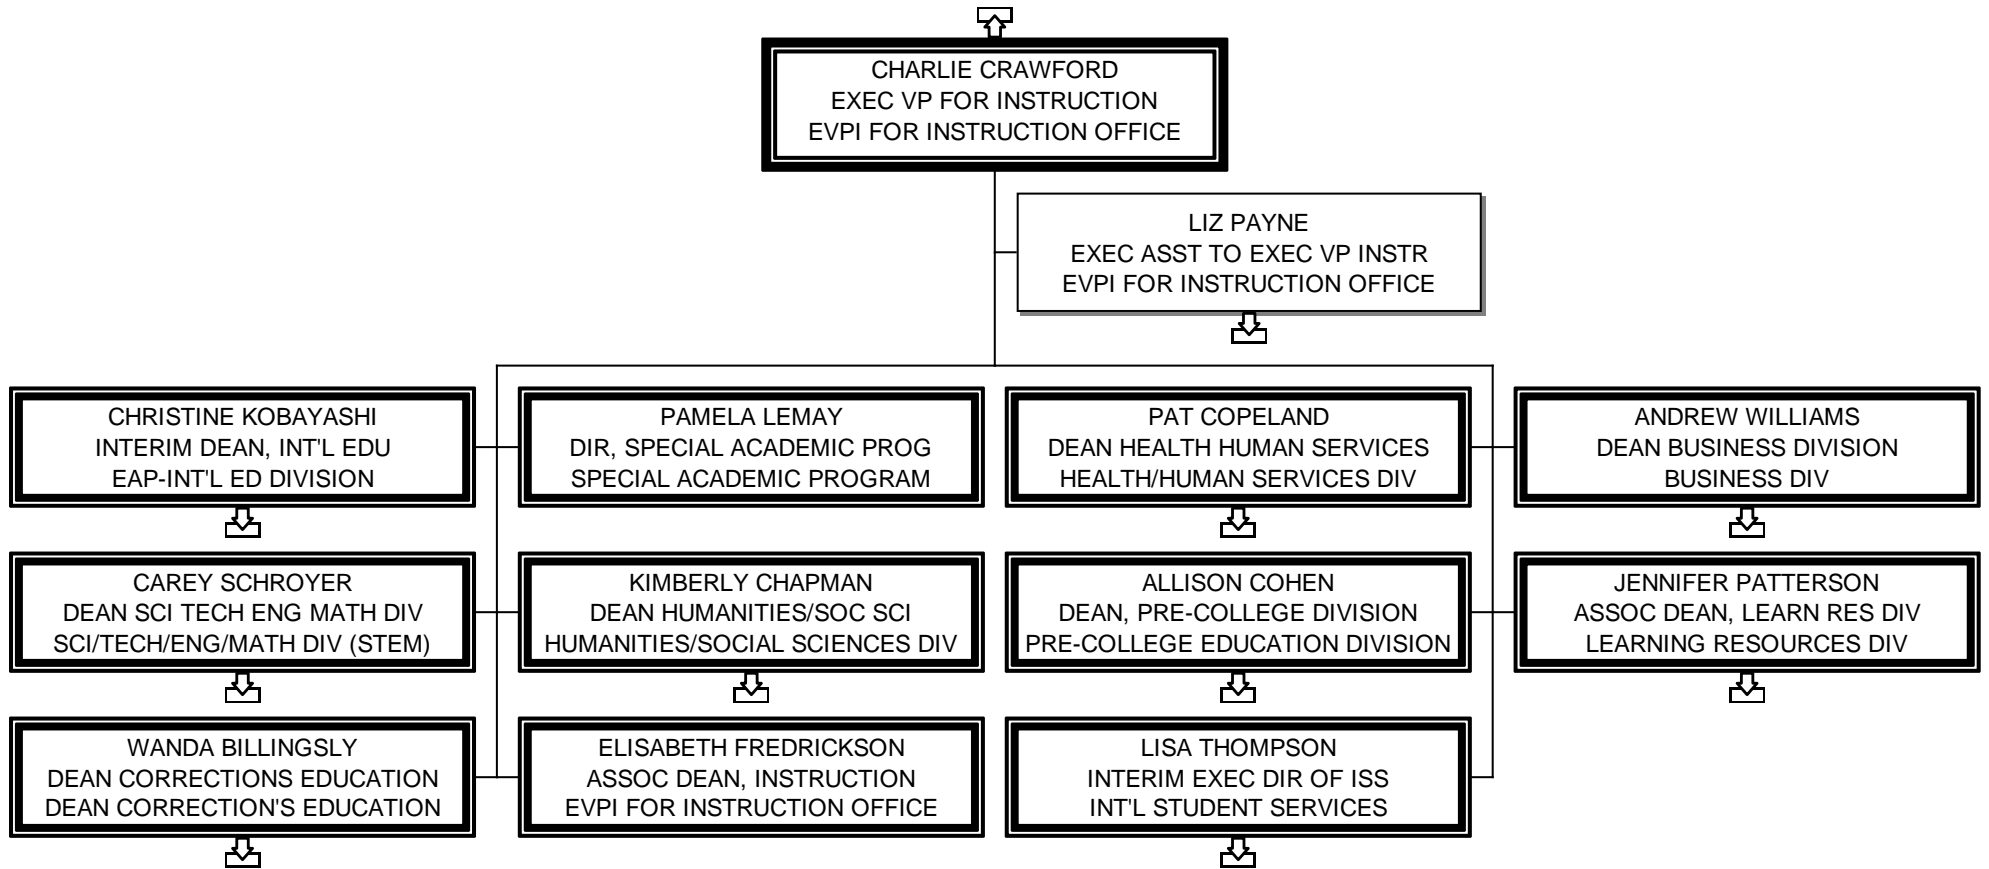 CHARLIE CRAWFORD
EXEC VP FOR INSTRUCTION
EVPI FOR INSTRUCTION OFFICE
LIZ PAYNE
EXEC ASST TO EXEC VP INSTR
EVPI FOR INSTRUCTION OFFICE
CHRISTINE KOBAYASHI
INTERIM DEAN, INT'L EDU
EAP-INT'L ED DIVISION
PAMELA LEMAY
DIR, SPECIAL ACADEMIC PROG
SPECIAL ACADEMIC PROGRAM
PAT COPELAND
DEAN HEALTH HUMAN SERVICES
HEALTH/HUMAN SERVICES DIV
ANDREW WILLIAMS
DEAN BUSINESS DIVISION
BUSINESS DIV
CAREY SCHROYER
DEAN SCI TECH ENG MATH DIV
SCI/TECH/ENG/MATH DIV (STEM)
KIMBERLY CHAPMAN
DEAN HUMANITIES/SOC SCI
HUMANITIES/SOCIAL SCIENCES DIV
ALLISON COHEN
DEAN, PRE-COLLEGE DIVISION
PRE-COLLEGE EDUCATION DIVISION
JENNIFER PATTERSON
ASSOC DEAN, LEARN RES DIV
LEARNING RESOURCES DIV
WANDA BILLINGSLY
DEAN CORRECTIONS EDUCATION
DEAN CORRECTION'S EDUCATION
ELISABETH FREDRICKSON
ASSOC DEAN, INSTRUCTION
EVPI FOR INSTRUCTION OFFICE
LISA THOMPSON
INTERIM EXEC DIR OF ISS
INT'L STUDENT SERVICES